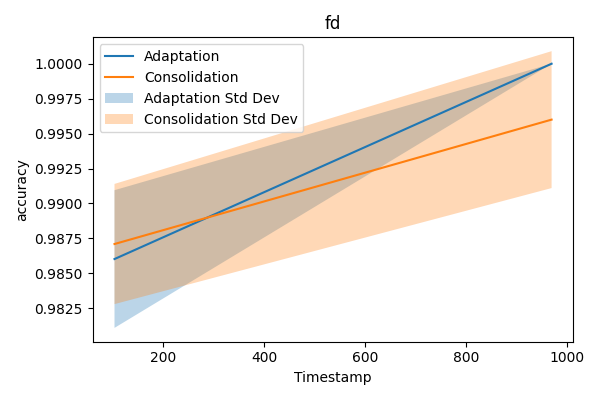 fd
Adaptation
Consolidation
Adaptation Std Dev
Consolidation Std Dev
1.0000
0.9975
0.9950
0.9925
0.9900
0.9875
0.9850
0.9825
accuracy
200
400
600
800
1000
Timestamp